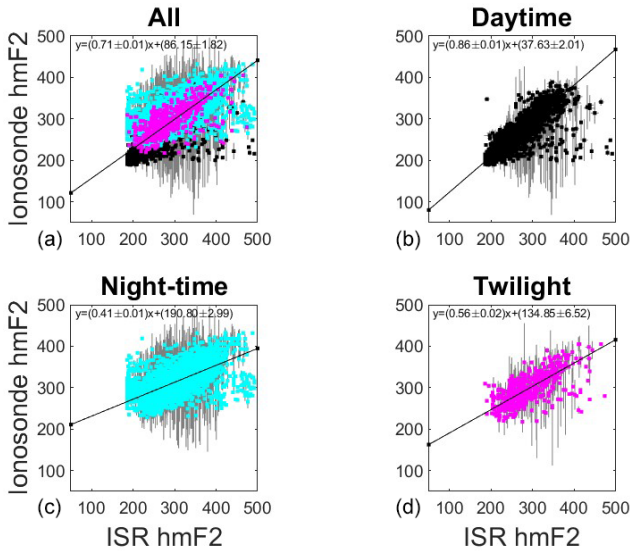 All
Daytime
y=(0.71±0.01)x+(86.15±1.82)
y=(0.86±0.01)x+(37.63±2.01)
Ionosonde hmF2
500
400
300
200
100
500
400
300
200
100
(a)
100 200 300 400 500
(b)
100 200 300 400 500
Night-time
Twilight
y=(0.41±0.01)x+(190.80±2.99)
y=(0.56±0.02)x+(134.85±6.52)
Ionosonde hmF2
500
400
300
200
100
500
400
300
200
100
(c)
100 200 300 400 500
(d)
100 200 300 400 500
ISR hmF2
ISR hmF2